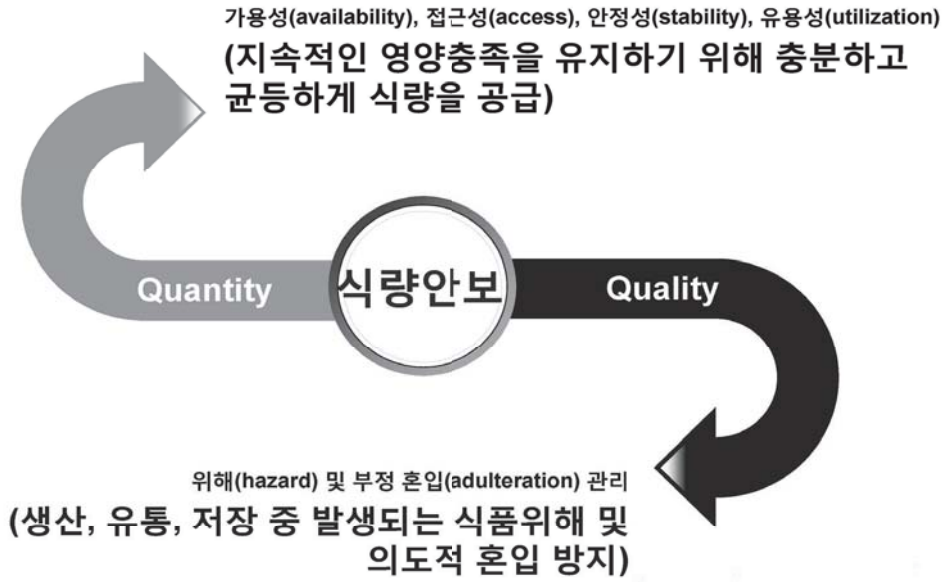 가용성(availability), 접근성(access), 안정성(stability), 유용성(utilization)
(지속적인 영양충족을 유지하기 위해 충분하고
균등하게 식량을 공급)
Quantity
식량안보
Quality
위해(hazard) 및 부정 혼입(adulteration) 관리
(생산, 유통, 저장 중 발생되는 식품위해 및
의도적 혼입 방지)